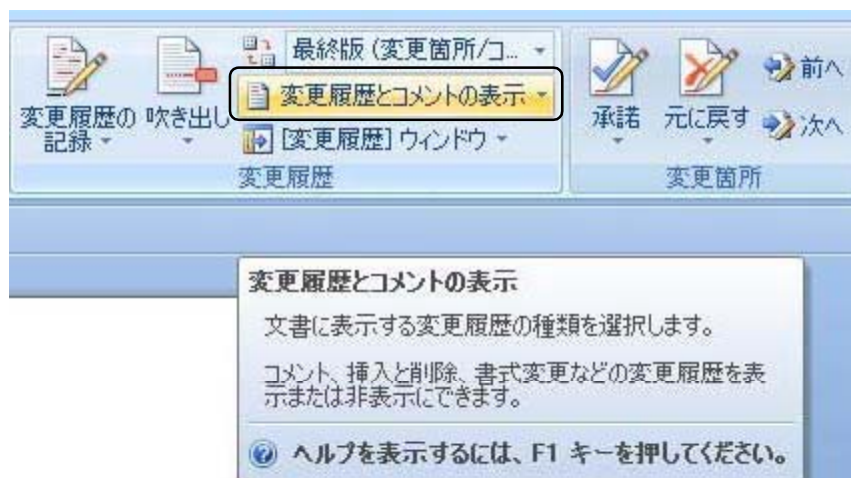 最終版 (変更箇所/コ...
変更履歴とコメントの表示
[変更履歴] ウィンドウ
変更履歴の
記録
吹き出し
変更履歴
承諾
元に戻す
前へ
次へ
変更箇所
変更履歴とコメントの表示
文書に表示する変更履歴の種類を選択します。
コメント、挿入と削除、書式変更などの変更履歴を表
示または非表示にできます。
ヘルプを表示するには、F1 キーを押してください。